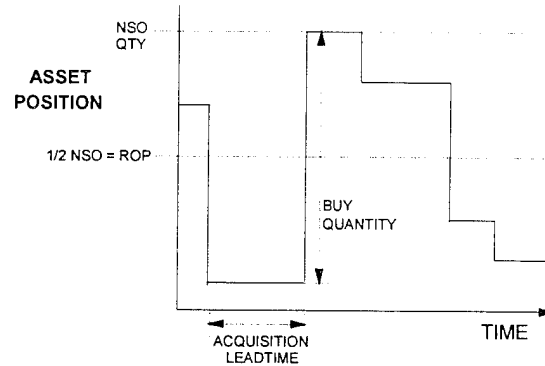 NSO
QTY
ASSET
POSITION
1/2 NSO = ROP
BUY
QUANTITY
ACQUISITION
LEADTIME
TIME